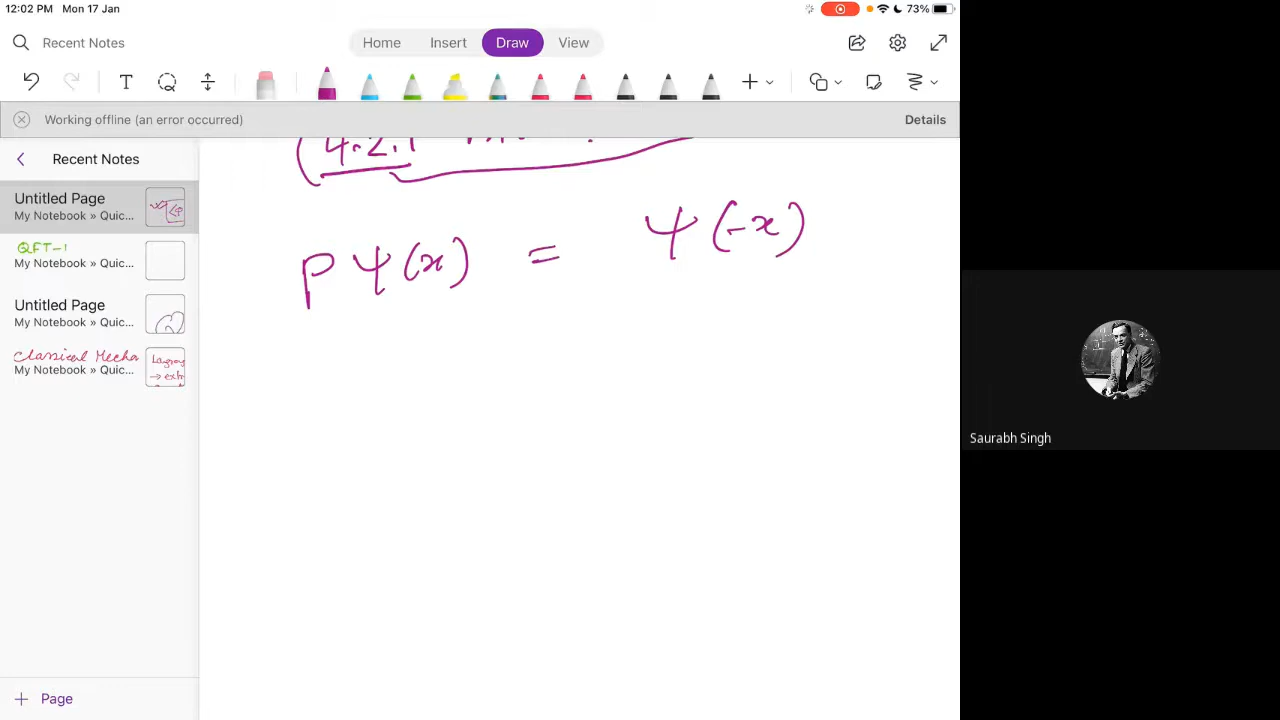 12:02 PM Mon 17 Jan
73%
Recent Notes
Home Insert Draw View
Working offline (an error occurred)
Details
Recent Notes
Untitled Page
My Notebook » Quic...
QFT-1
My Notebook » Quic...
Untitled Page
My Notebook » Quic...
Classical Mecha
My Notebook » Quic...
Page
4.2.1
P ψ(x) = ψ(-x)
Saurabh Singh